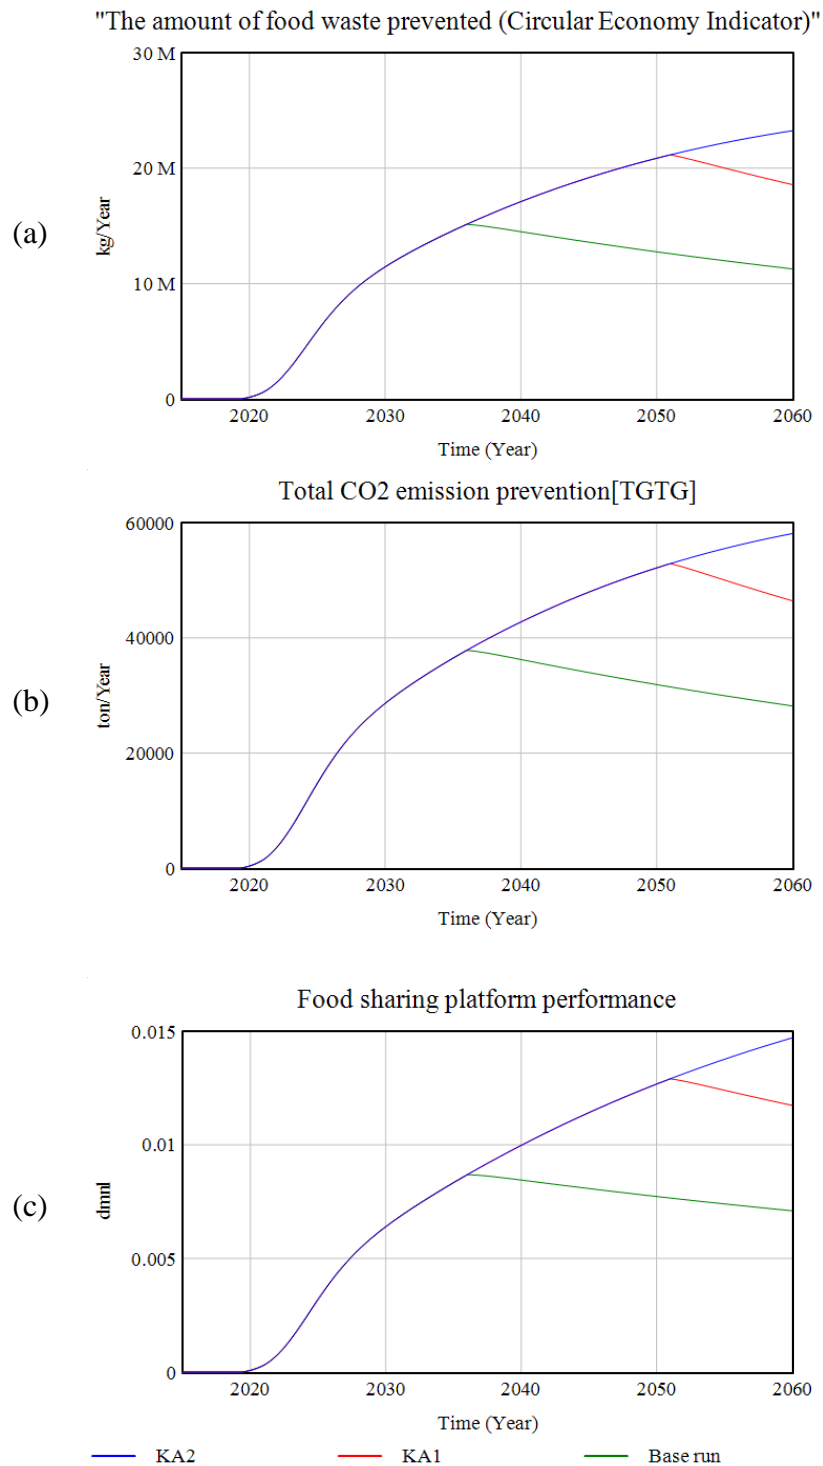 "The amount of food waste prevented (Circular Economy Indicator)"
30 M
20 M
10 M
0
kg/Year
(a)
2020 2030 2040 2050 2060
Time (Year)
Total CO2 emission prevention[TGTG]
60000
40000
20000
0
ton/Year
(b)
2020 2030 2040 2050 2060
Time (Year)
Food sharing platform performance
0.015
0.01
0.005
0
dmnl
(c)
2020 2030 2040 2050 2060
Time (Year)
KA2 KA1 Base run